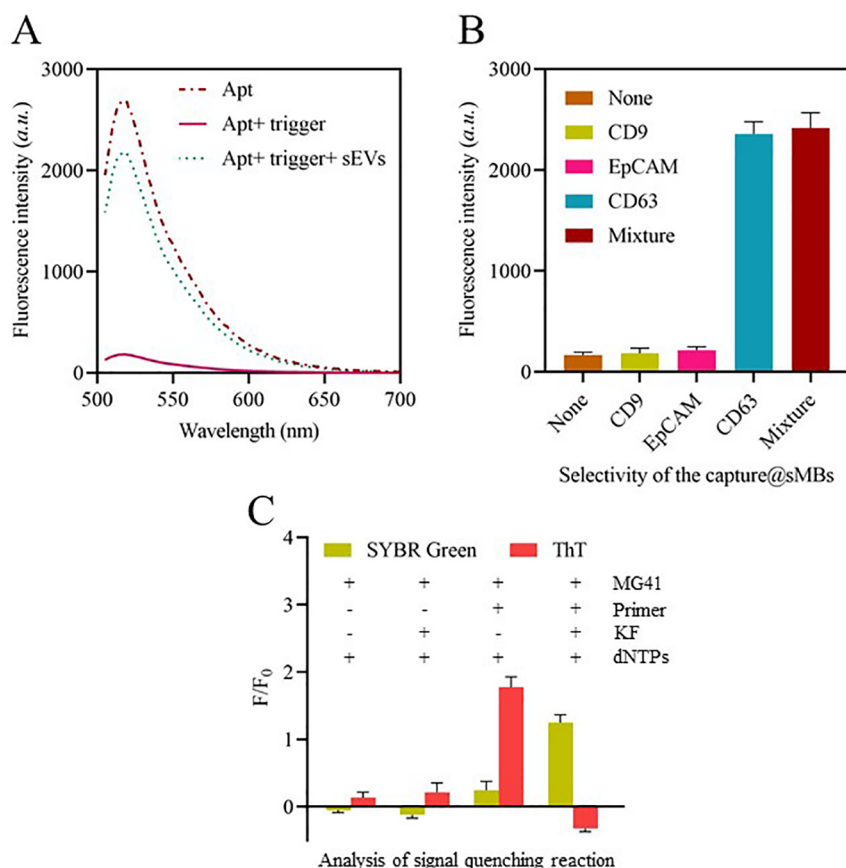 A
Fluorescence intensity (a.u.)
3000
2000
1000
0
Apt
Apt+ trigger
Apt+ trigger+ sEVs
500 550 600 650 700
Wavelength (nm)
B
Fluorescence intensity (a.u.)
3000
2000
1000
0
None
CD9
EpCAM
CD63
Mixture
None CD9 EpCAM CD63 Mixture
Selectivity of the capture@sMBs
C
F/F0
4
3
2
1
0
SYBR Green ThT
+ + + + MG41
- - + + Primer
- + - + KF
+ + + + dNTPs
Analysis of signal quenching reaction